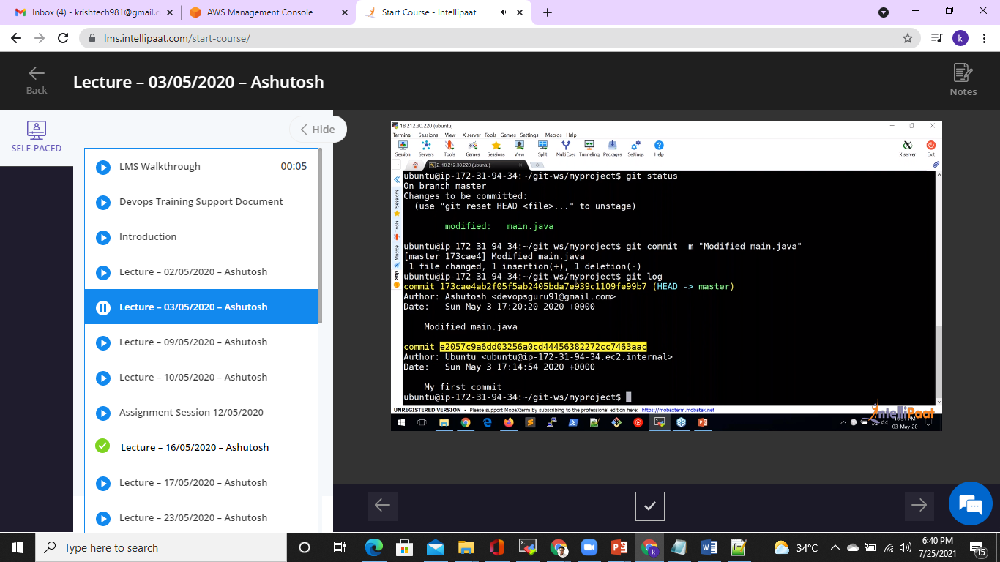 Inbox (4) - krishtech981@gmail.c
AWS Management Console
Start Course - Intellipaat
lms.intellipaat.com/start-course/
k
Back
Lecture – 03/05/2020 – Ashutosh
Notes
SELF-PACED
Hide
LMS Walkthrough 00:05
Devops Training Support Document
Introduction
Lecture – 02/05/2020 – Ashutosh
Lecture – 03/05/2020 – Ashutosh
Lecture – 09/05/2020 – Ashutosh
Lecture – 10/05/2020 – Ashutosh
Assignment Session 12/05/2020
Lecture – 16/05/2020 – Ashutosh
Lecture – 17/05/2020 – Ashutosh
Lecture – 23/05/2020 – Ashutosh
18.212.30.220 (ubuntu)
Terminal Sessions View X server Tools Games Settings Macros Help
Session Servers Tools Games Sessions View Split MultiExec Tunneling Packages Settings Help X server Exit
2. 18.212.30.220 (ubuntu)
Sessions
Tools
Macros
Sftp
ubuntu@ip-172-31-94-34:~/git-ws/myproject$ git status
On branch master
Changes to be committed:
(use "git reset HEAD <file>..." to unstage)
modified: main.java
ubuntu@ip-172-31-94-34:~/git-ws/myproject$ git commit -m "Modified main.java"
[master 173cae4] Modified main.java
1 file changed, 1 insertion(+), 1 deletion(-)
ubuntu@ip-172-31-94-34:~/git-ws/myproject$ git log
commit 173cae4ab2f05f5ab2405bda7e939c1109fe99b7 (HEAD -> master)
Author: Ashutosh <devopsguru91@gmail.com>
Date: Sun May 3 17:20:20 2020 +0000
Modified main.java
commit e2057c9a6dd03256a0cd44456382272cc7463aac
Author: Ubuntu <ubuntu@ip-172-31-94-34.ec2.internal>
Date: Sun May 3 17:14:54 2020 +0000
My first commit
ubuntu@ip-172-31-94-34:~/git-ws/myproject$
UNREGISTERED VERSION - Please support MobaXterm by subscribing to the professional edition here: https://mobaxterm.mobatek.net
IntelliPaat
03-May-20
Type here to search
34°C
6:40 PM
7/25/2021
15